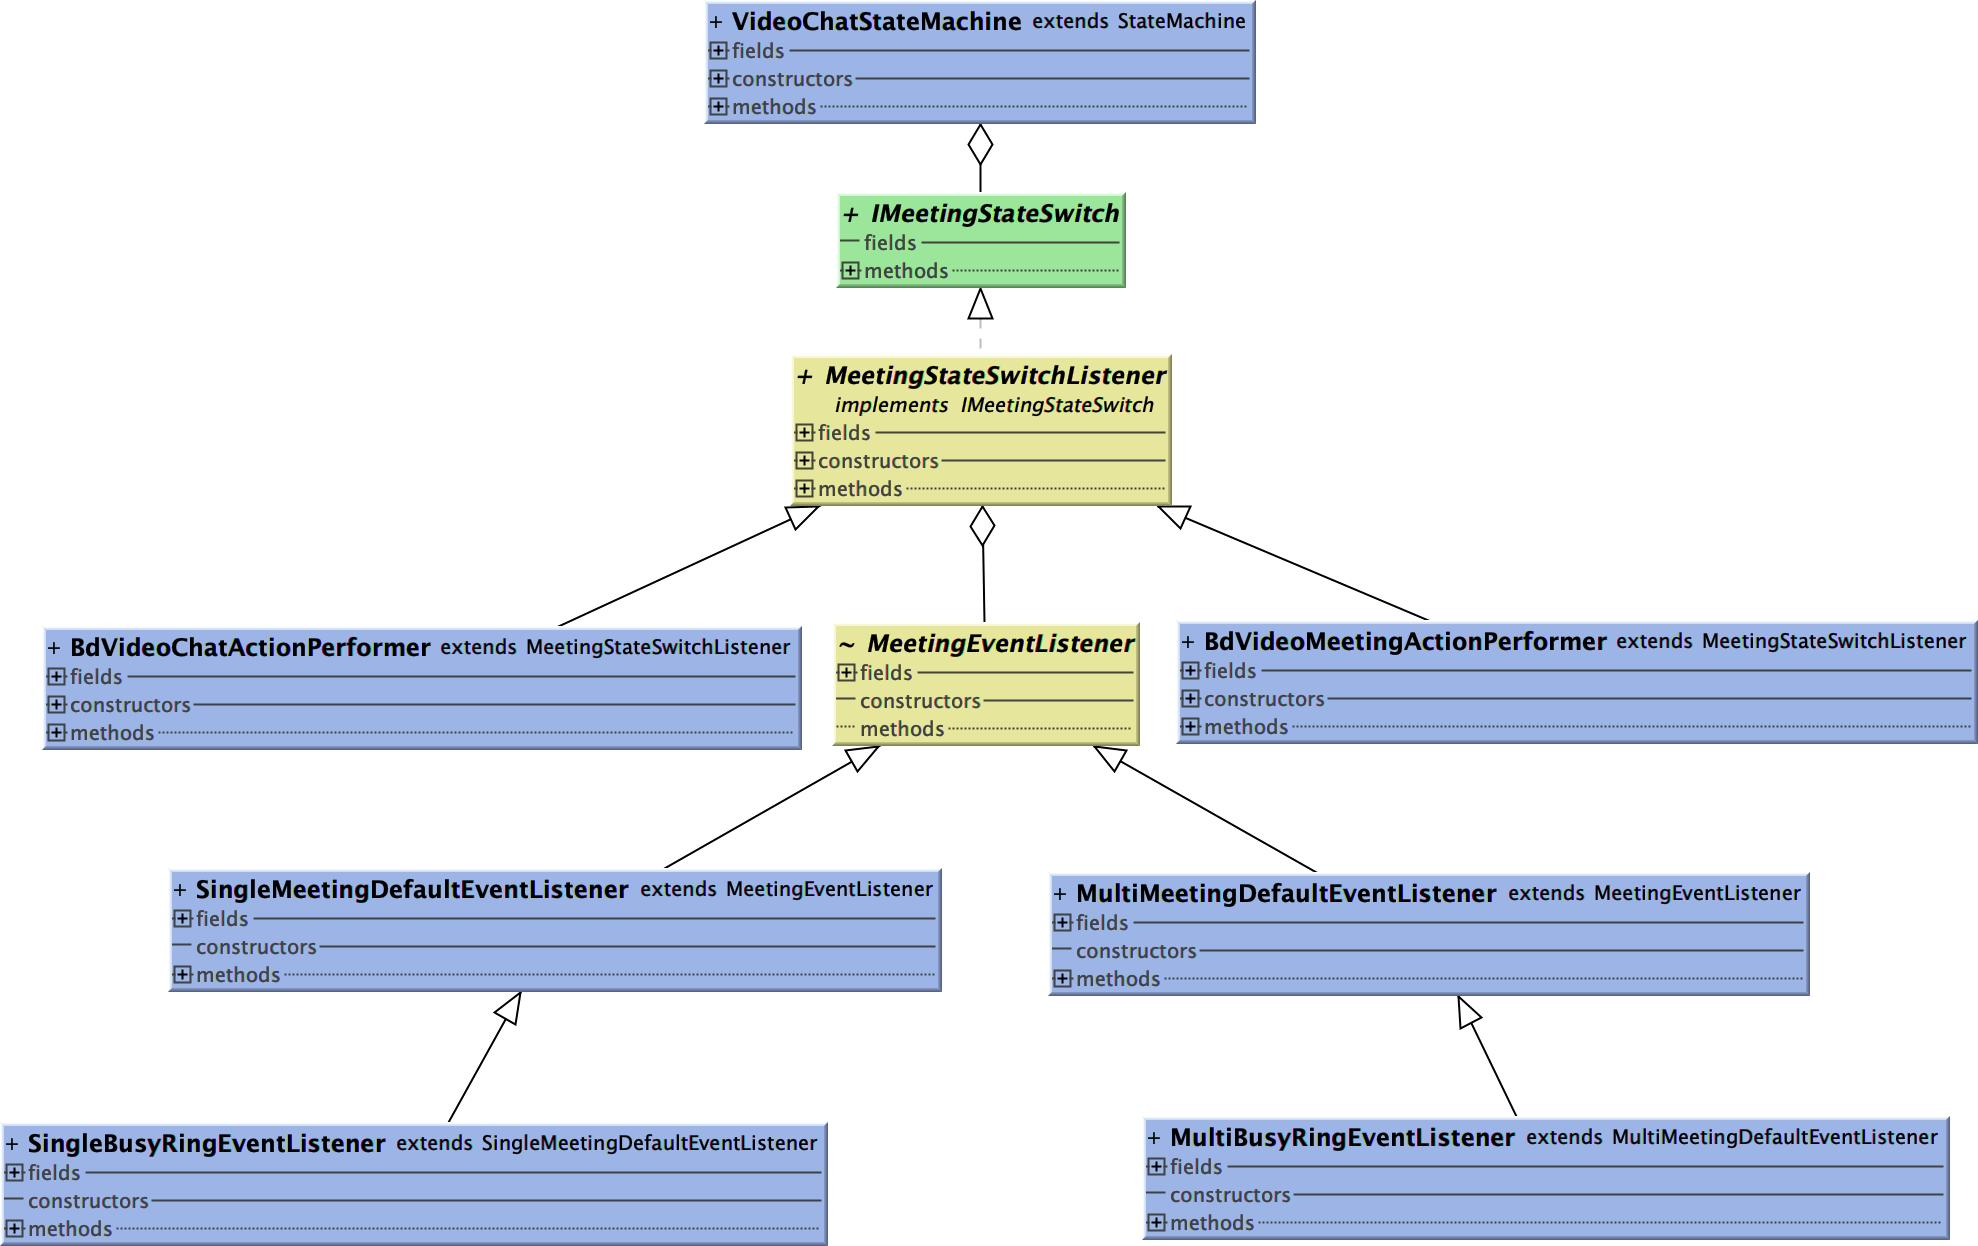 + VideoChatStateMachine extends StateMachine
fields
constructors
methods
+ IMeetingStateSwitch
fields
methods
+ MeetingStateSwitchListener
implements IMeetingStateSwitch
fields
constructors
methods
+ BdVideoChatActionPerformer extends MeetingStateSwitchListener
fields
constructors
methods
~ MeetingEventListener
fields
constructors
methods
+ BdVideoMeetingActionPerformer extends MeetingStateSwitchListener
fields
constructors
methods
+ SingleMeetingDefaultEventListener extends MeetingEventListener
fields
constructors
methods
+ MultiMeetingDefaultEventListener extends MeetingEventListener
fields
constructors
methods
+ SingleBusyRingEventListener extends SingleMeetingDefaultEventListener
fields
constructors
methods
+ MultiBusyRingEventListener extends MultiMeetingDefaultEventListener
fields
constructors
methods